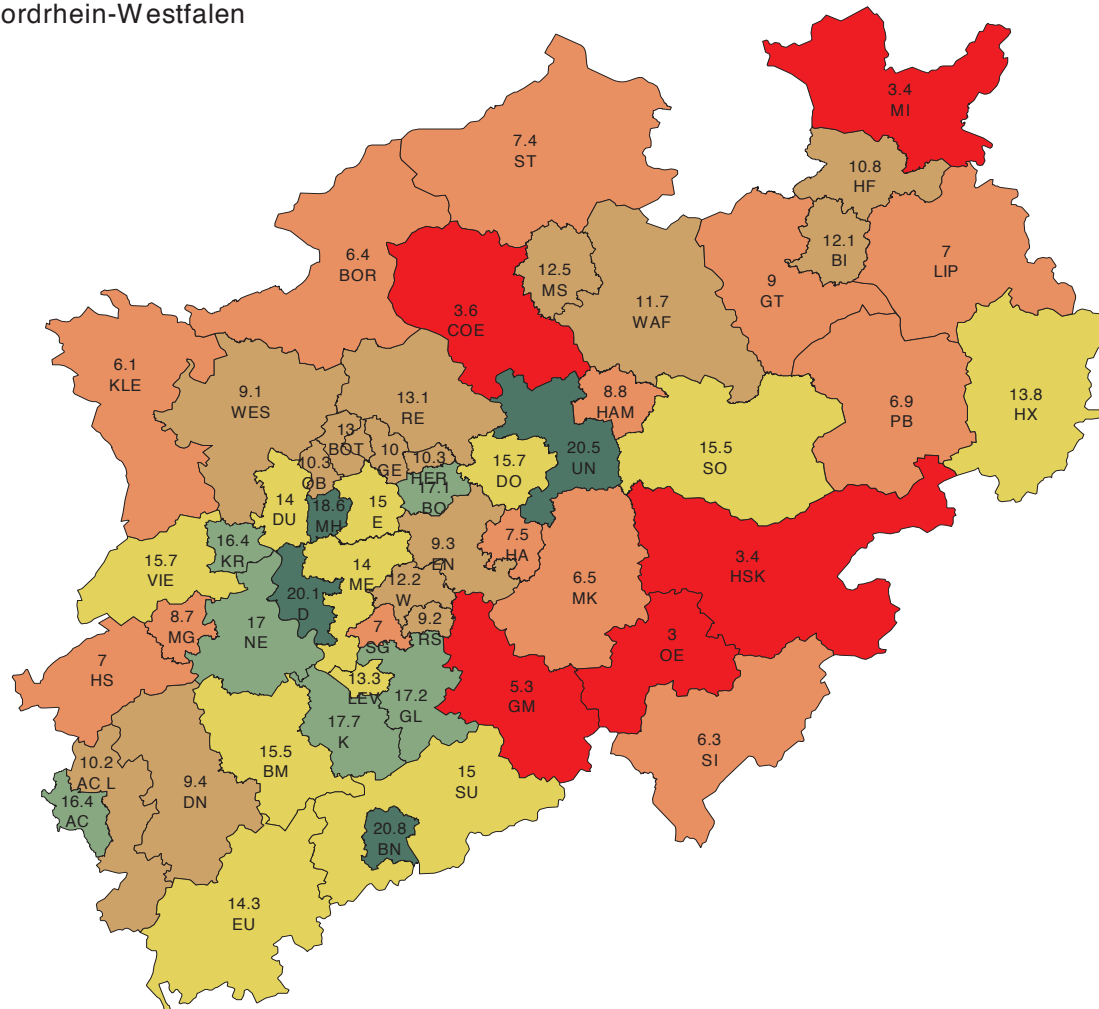 ordrhein-Westfalen
3.4
MI
7.4
ST
10.8
HF
12.1
BI
7
LIP
6.4
BOR
12.5
MS
9
GT
11.7
WAF
3.6
COE
6.1
KLE
9.1
WES
13.1
RE
8.8
HAM
6.9
PB
13.8
HX
13
BOT
10
GE
10.3
HER
10.3
OB
20.5
UN
15.5
SO
15.7
DO
17.1
BO
14
DU
18.6
MH
15
E
16.4
KR
9.3
EN
7.5
HA
15.7
VIE
14
ME
3.4
HSK
12.2
W
6.5
MK
20.1
D
8.7
MG
17
NE
9.2
RS
7
SG
3
OE
7
HS
13.3
LEV
17.2
GL
5.3
GM
17.7
K
6.3
SI
15.5
BM
10.2
AC L
9.4
DN
15
SU
16.4
AC
20.8
BN
14.3
EU